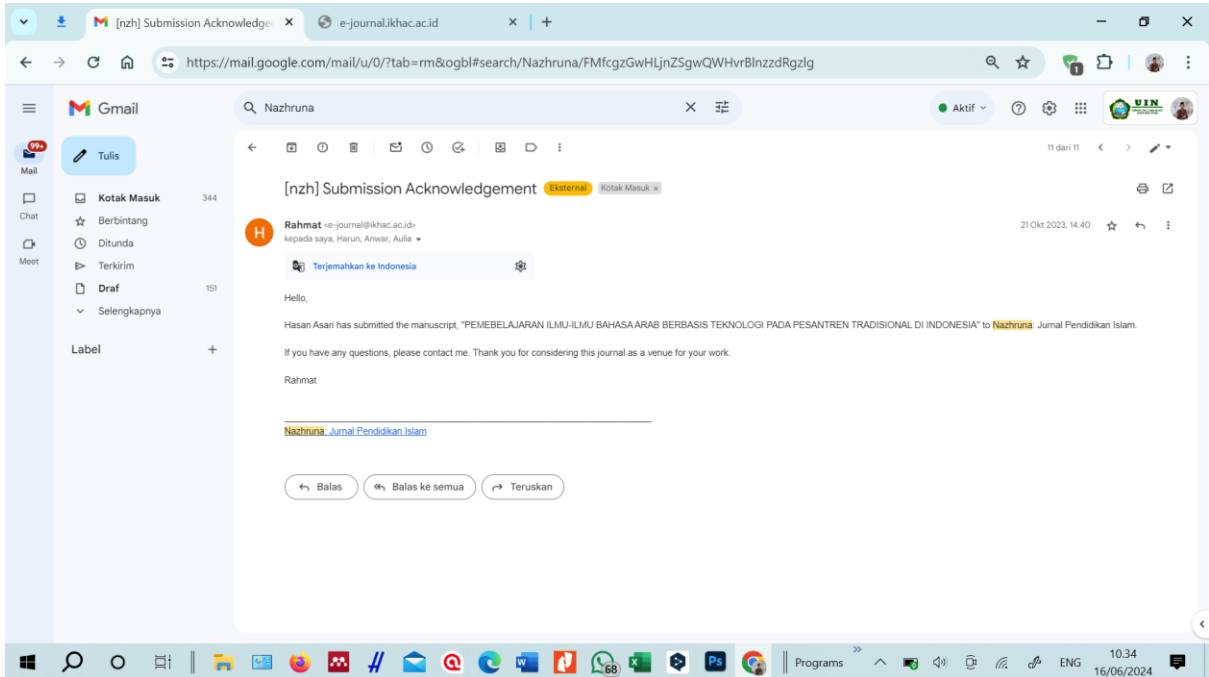 [nzh] Submission Acknowledge
e-journal.ikhac.ac.id
https://mail.google.com/mail/u/0/?tab=rm&ogbl#search/Nazhruna/FMfcgzGwHLjnZSgwQWHvrBlnzzdRgzlg
1
Gmail
Nazhruna
Aktif
UIN
99+
Mail
Chat
Meet
Tulis
Kotak Masuk 344
Berbintang
Ditunda
Terkirim
Draf 151
Selengkapnya
Label
11 dari 11
[nzh] Submission Acknowledgement Eksternal Kotak Masuk x
H
Rahmat <e-journal@ikhac.ac.id>
21 Okt 2023, 14.40
kepada saya, Harun, Anwar, Aulia
Terjemahkan ke Indonesia
Hello,
Hasan Asari has submitted the manuscript, "PEMEBELAJARAN ILMU-ILMU BAHASA ARAB BERBASIS TEKNOLOGI PADA PESANTREN TRADISIONAL DI INDONESIA" to Nazhruna: Jurnal Pendidikan Islam.
If you have any questions, please contact me. Thank you for considering this journal as a venue for your work.
Rahmat
Nazhruna: Jurnal Pendidikan Islam
Balas
Balas ke semua
Teruskan
68
Ps
Programs
ENG
10.34
16/06/2024